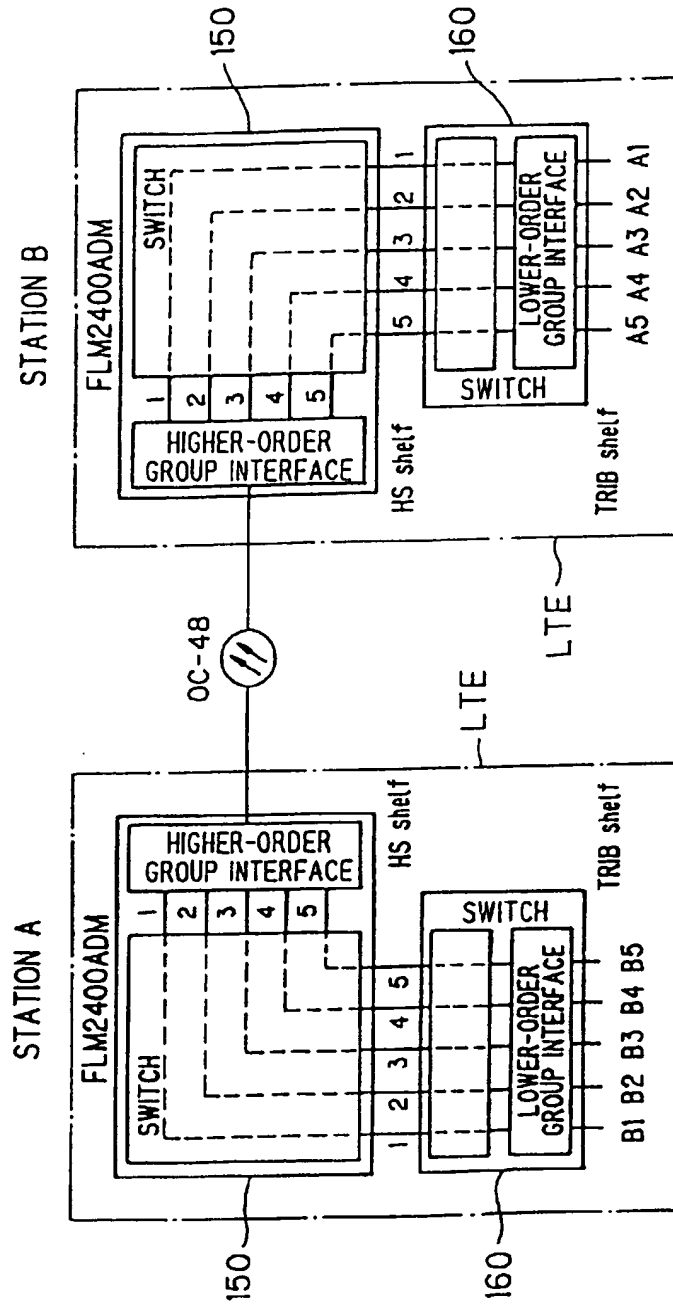 STATION A
FLM2400ADM
SWITCH
1
2
3
4
5
HIGHER-ORDER
GROUP INTERFACE
150
HS shelf
1
2
3
4
5
SWITCH
LOWER-ORDER
GROUP INTERFACE
160
TRIB shelf
B1 B2 B3 B4 B5
LTE
OC-48
STATION B
FLM2400ADM
HIGHER-ORDER
GROUP INTERFACE
1
2
3
4
5
SWITCH
150
HS shelf
5
4
3
2
1
SWITCH
LOWER-ORDER
GROUP INTERFACE
160
TRIB shelf
A5 A4 A3 A2 A1
LTE